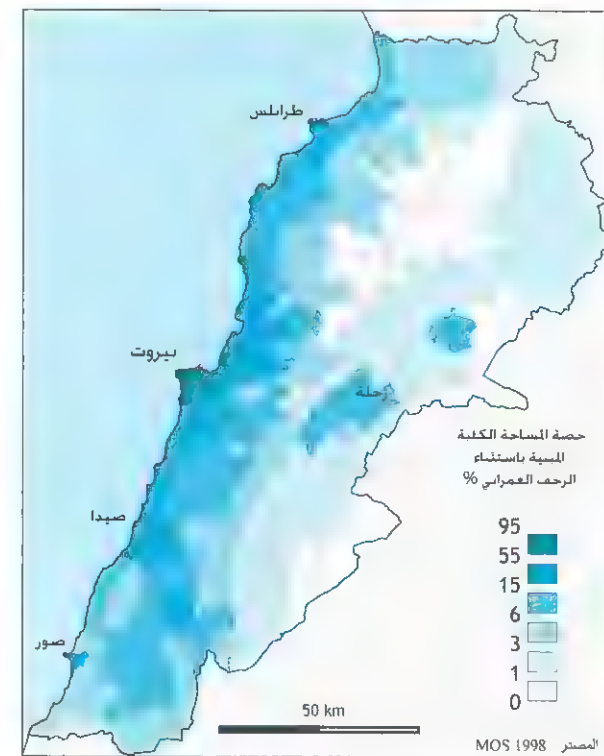 طرابلس
بيروت
زحلة
صيدا
صور
حصة المساحة الكلية
المبنية باستثناء
الزحف العمراني %
95
55
15
6
3
1
0
50 km
المصدر MOS 1998